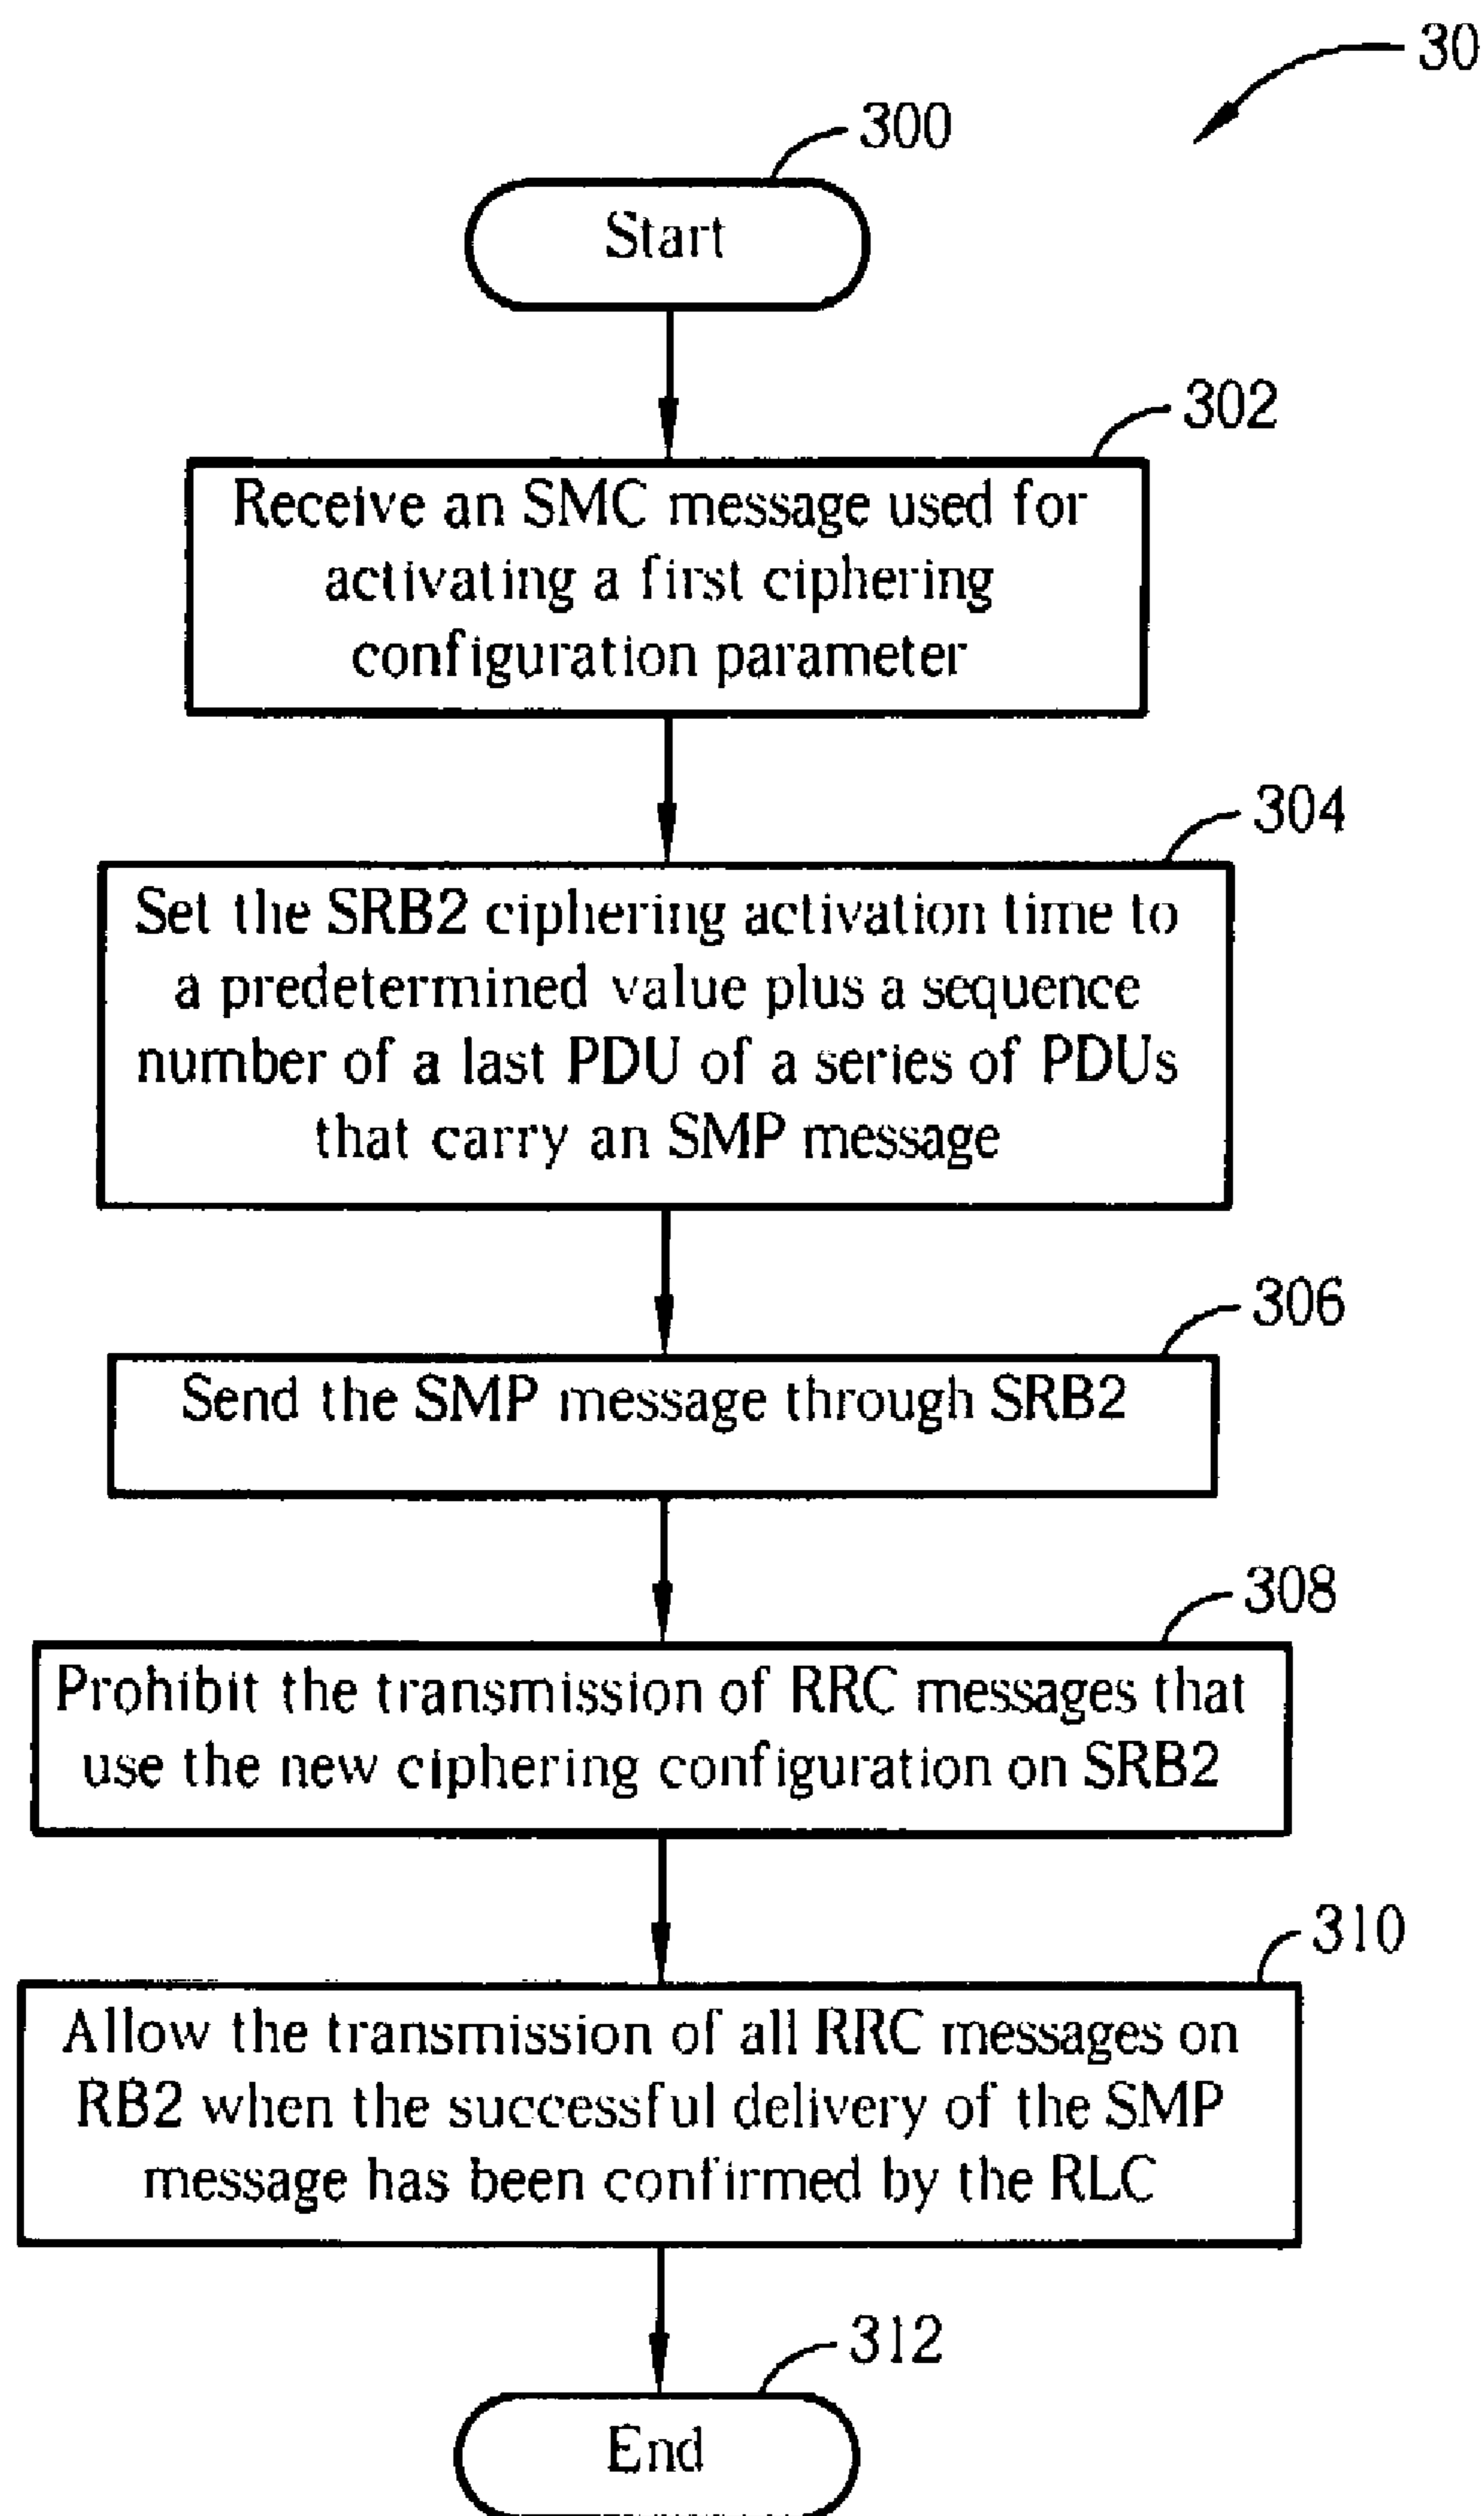 30
300
Start
302
Receive an SMC message used for
activating a first ciphering
configuration parameter
304
Set the SRB2 ciphering activation time to
a predetermined value plus a sequence
number of a last PDU of a series of PDUs
that carry an SMP message
306
Send the SMP message through SRB2
308
Prohibit the transmission of RRC messages that
use the new ciphering configuration on SRB2
310
Allow the transmission of all RRC messages on
RB2 when the successful delivery of the SMP
message has been confirmed by the RLC
312
End